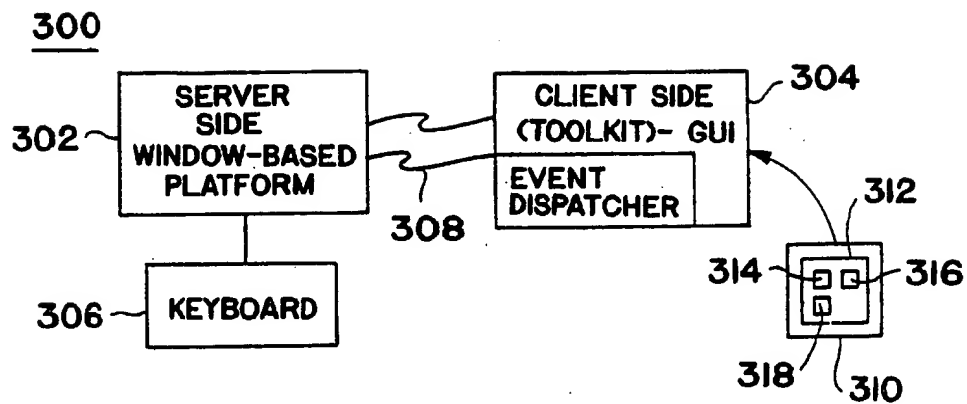 300
302
SERVER
SIDE
WINDOW-BASED
PLATFORM
304
CLIENT SIDE
(TOOLKIT)- GUI
EVENT
DISPATCHER
308
306
KEYBOARD
312
314
316
318
310